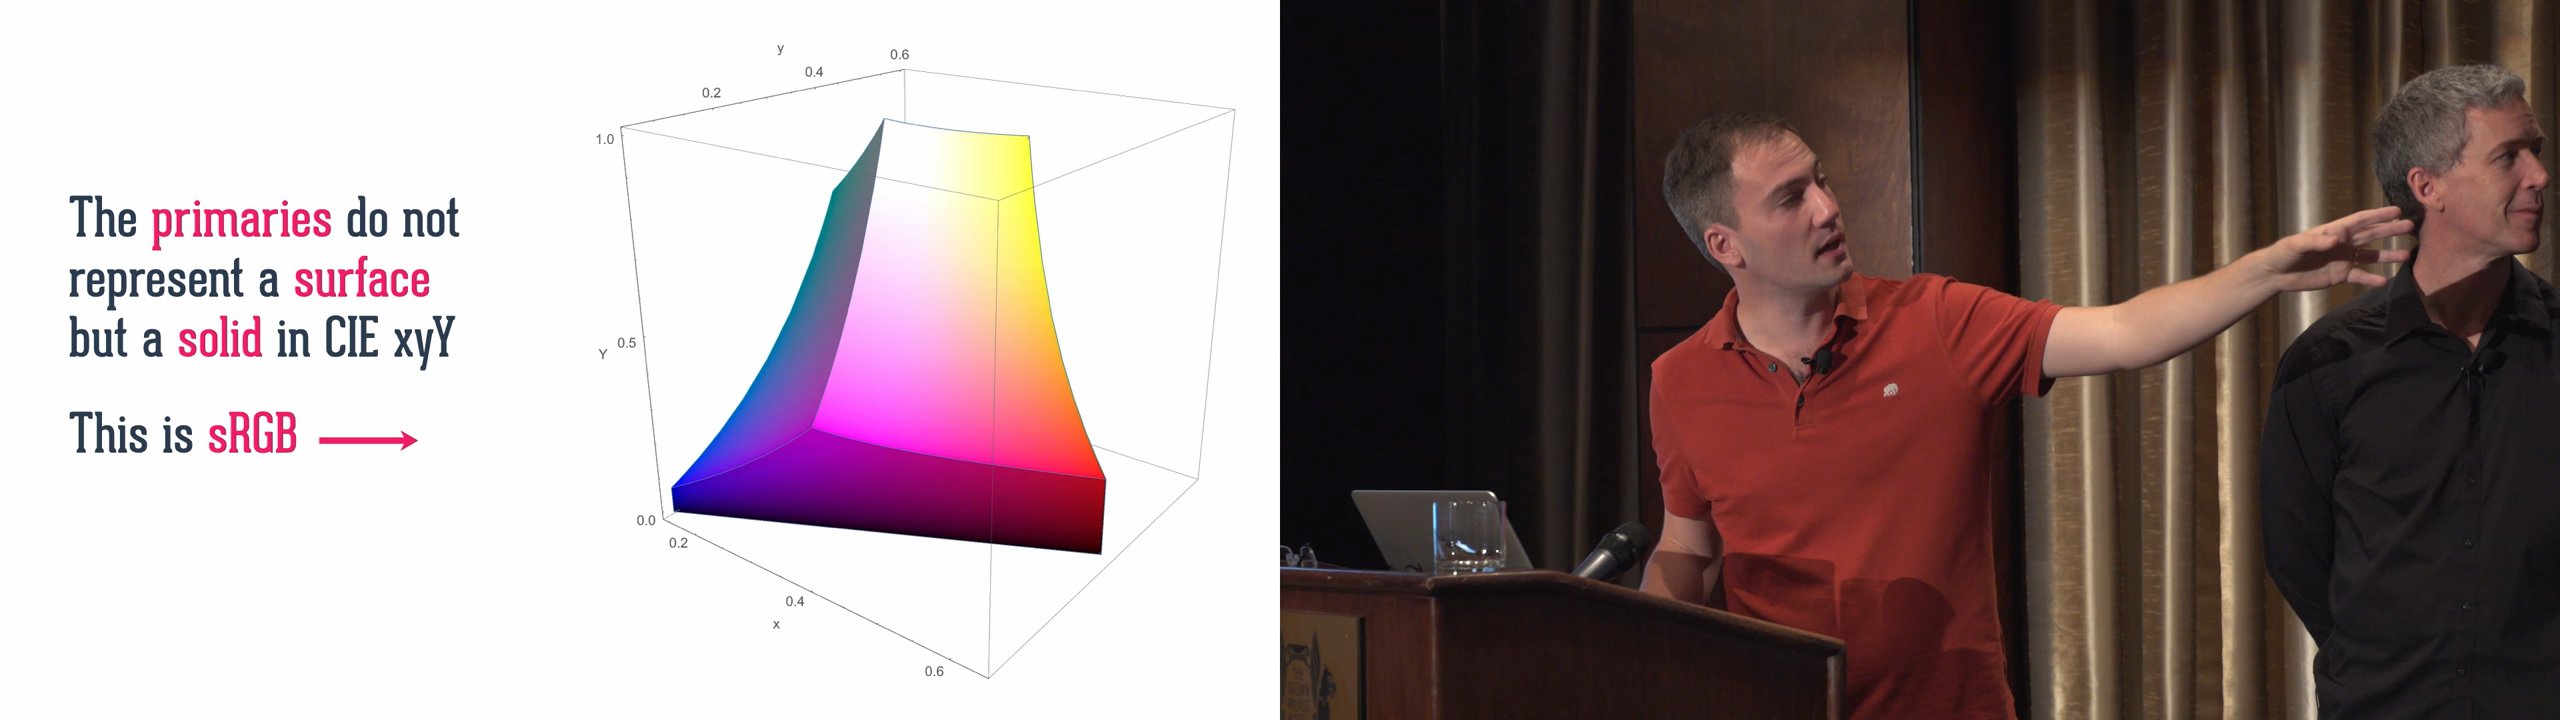 The primaries do not
represent a surface
but a solid in CIE xyY
This is sRGB
y
0.6
0.4
0.2
1.0
Y
0.5
0.0
0.2
0.4
x
0.6